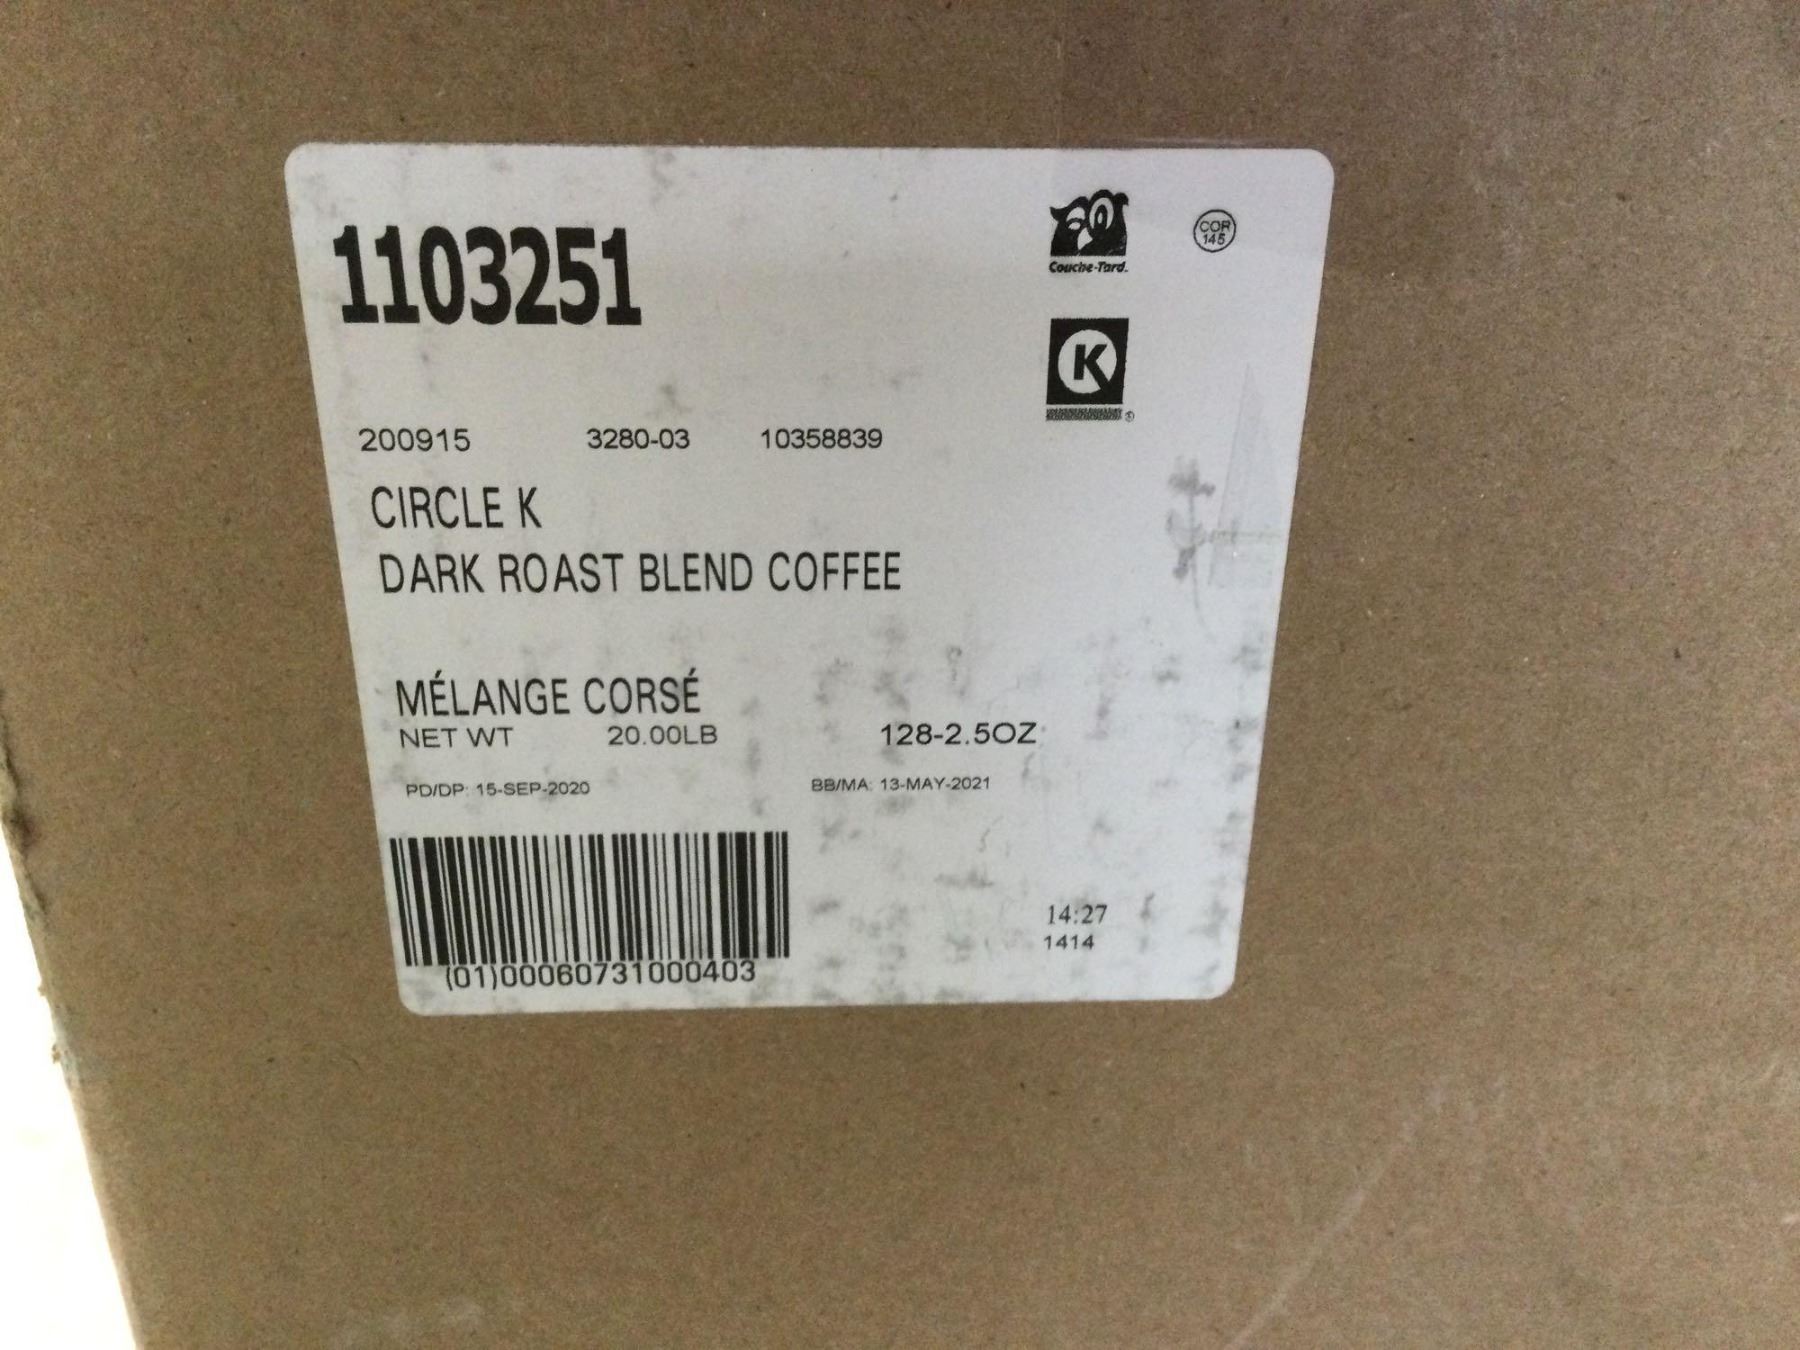 1103251
Couche-Tard.
COR
145
K
200915 3280-03 10358839
CIRCLE K
DARK ROAST BLEND COFFEE
MÉLANGE CORSÉ
NET WT 20.00LB 128-2.5OZ
PD/DP: 15-SEP-2020 BB/MA: 13-MAY-2021
14:27
1414
(01)00060731000403